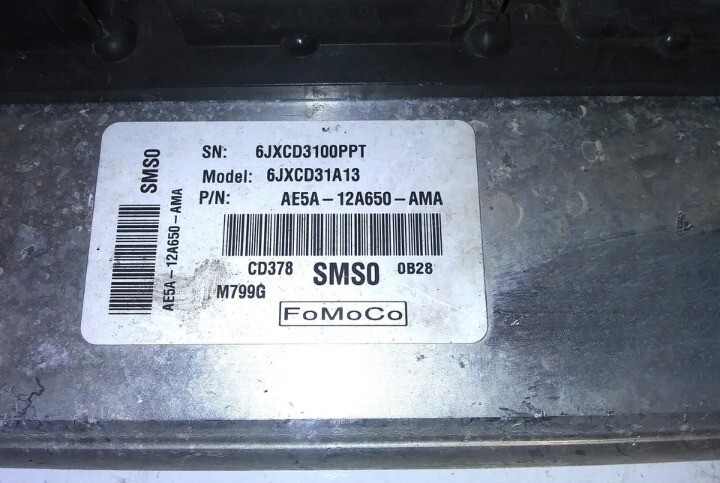 SN: 6JXCD3100PPT
Model: 6JXCD31A13
P/N: AE5A-12A650-AMA
CD378 SMS0 0B28
M799G
FoMoCo
SMS0
AE5A-12A650-AMA